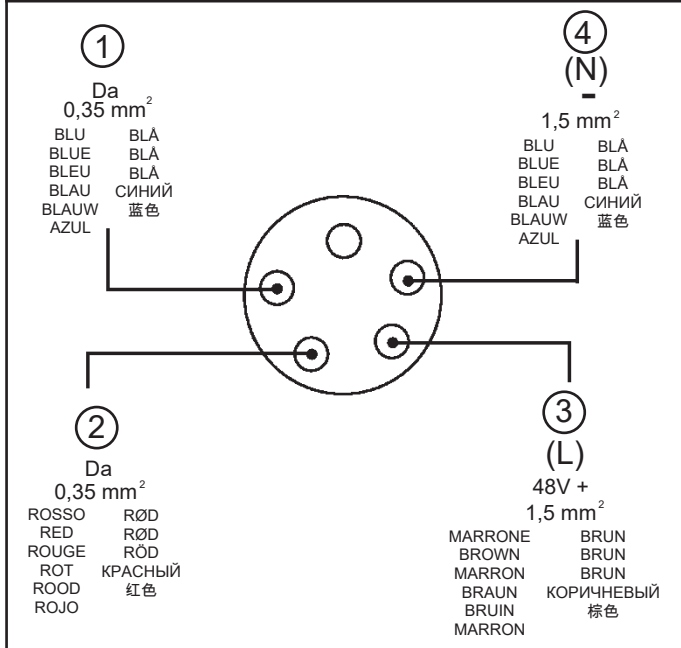 1
Da
0,35 mm²
BLU BLÅ
BLUE BLÅ
BLEU BLÅ
BLAU СИНИЙ
BLAUW 蓝色
AZUL
4
(N)
-
1,5 mm²
BLU BLÅ
BLUE BLÅ
BLEU BLÅ
BLAU СИНИЙ
BLAUW 蓝色
AZUL
2
Da
0,35 mm²
ROSSO RØD
RED RØD
ROUGE RÖD
ROT КРАСНЫЙ
ROOD 红色
ROJO
3
(L)
48V +
1,5 mm²
MARRONE BRUN
BROWN BRUN
MARRON BRUN
BRAUN КОРИЧНЕВЫЙ
BRUIN 棕色
MARRON